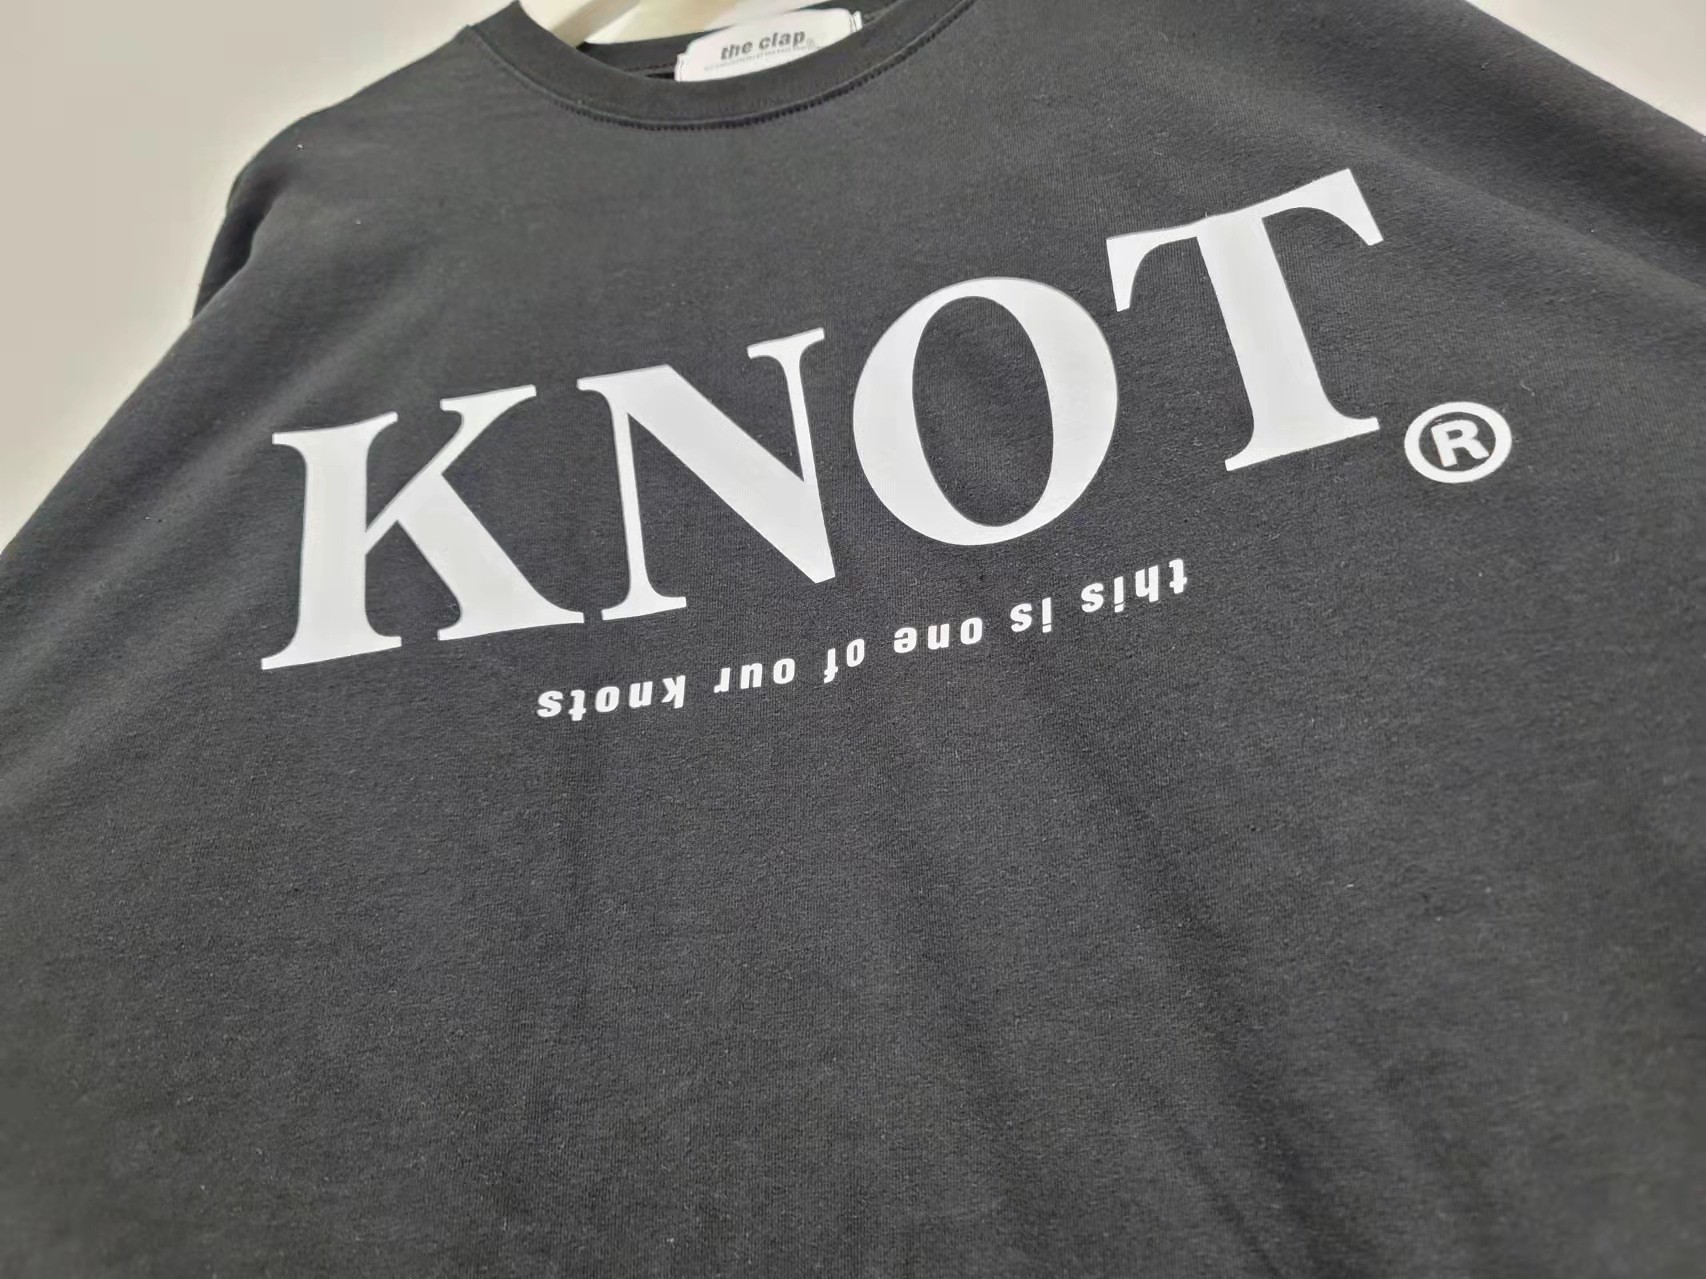 the clap
KNOT®
this is one of our knots